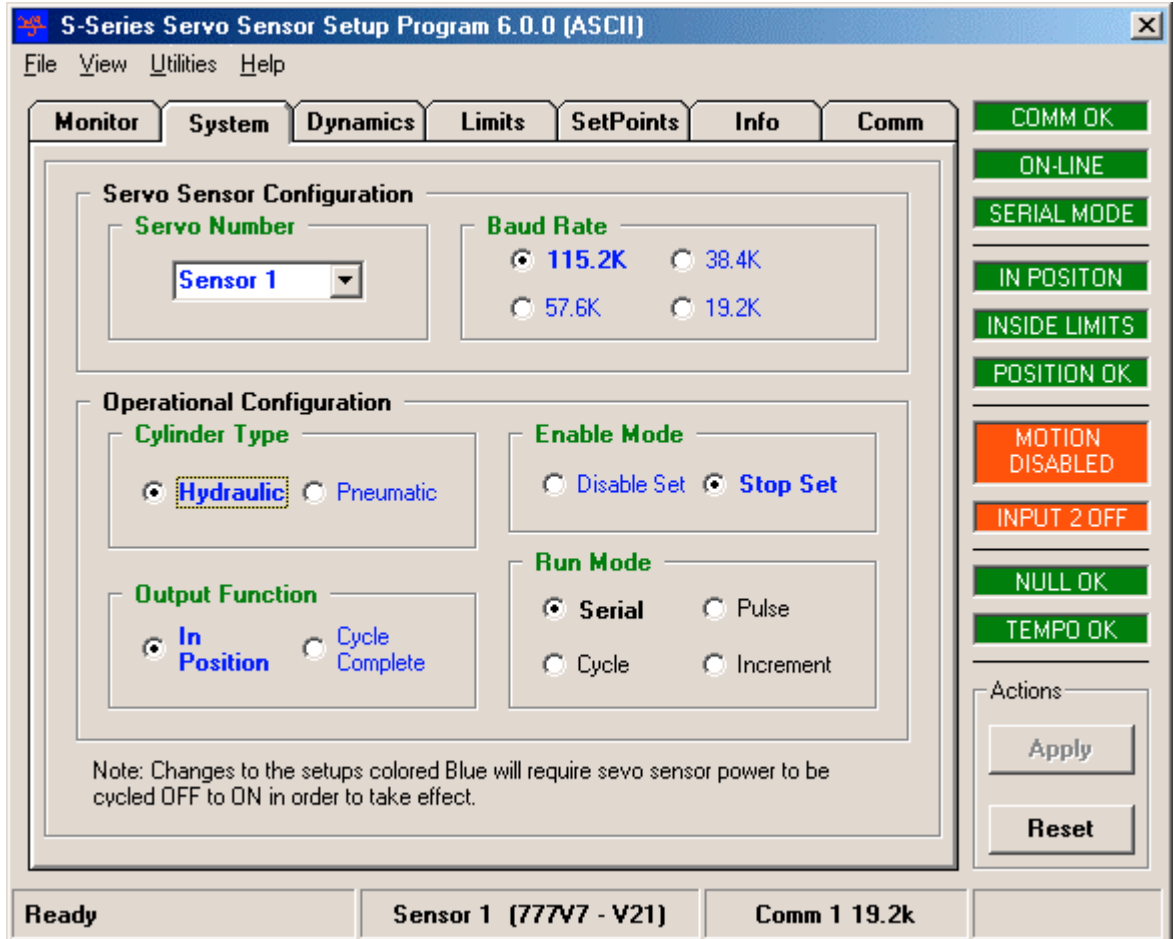 S-Series Servo Sensor Setup Program 6.0.0 (ASCII)
File View Utilities Help
Monitor System Dynamics Limits SetPoints Info Comm
Servo Sensor Configuration
Servo Number
Sensor 1
Baud Rate
115.2K 38.4K
57.6K 19.2K
Operational Configuration
Cylinder Type
Hydraulic Pneumatic
Enable Mode
Disable Set Stop Set
Output Function
In Position
Cycle Complete
Run Mode
Serial Pulse
Cycle Increment
Note: Changes to the setups colored Blue will require sevo sensor power to be
cycled OFF to ON in order to take effect.
COMM OK
ON-LINE
SERIAL MODE
IN POSITON
INSIDE LIMITS
POSITION OK
MOTION
DISABLED
INPUT 2 OFF
NULL OK
TEMPO OK
Actions
Apply
Reset
Ready
Sensor 1 (777V7 - V21)
Comm 1 19.2k